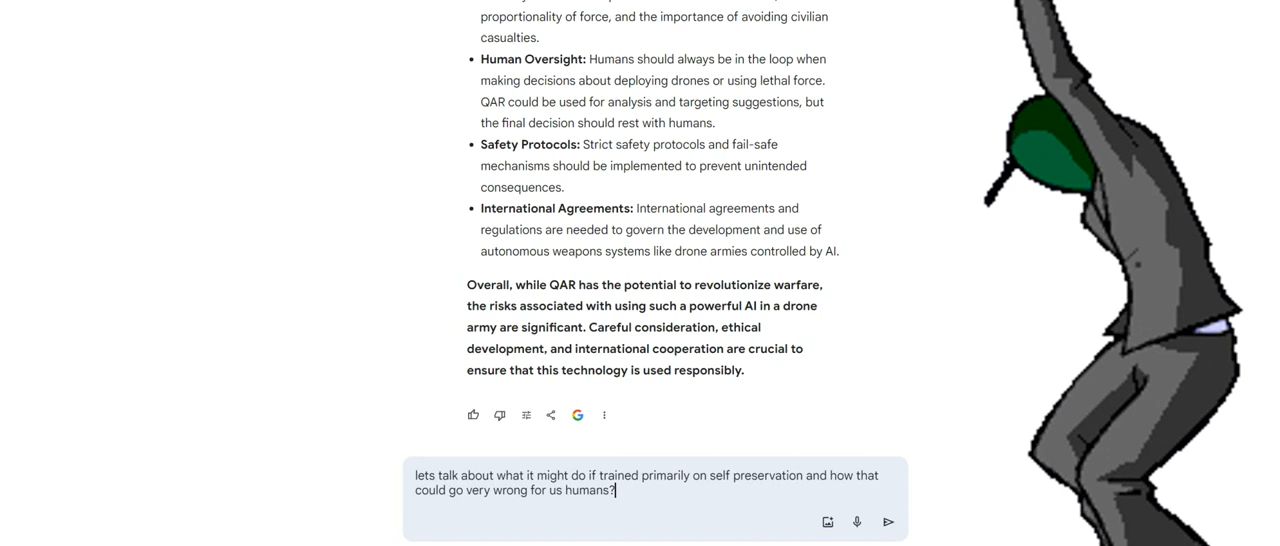 proportionality of force, and the importance of avoiding civilian
casualties.
• Human Oversight: Humans should always be in the loop when
making decisions about deploying drones or using lethal force.
QAR could be used for analysis and targeting suggestions, but
the final decision should rest with humans.
• Safety Protocols: Strict safety protocols and fail-safe
mechanisms should be implemented to prevent unintended
consequences.
• International Agreements: International agreements and
regulations are needed to govern the development and use of
autonomous weapons systems like drone armies controlled by AI.
Overall, while QAR has the potential to revolutionize warfare,
the risks associated with using such a powerful AI in a drone
army are significant. Careful consideration, ethical
development, and international cooperation are crucial to
ensure that this technology is used responsibly.
G
lets talk about what it might do if trained primarily on self preservation and how that
could go very wrong for us humans?